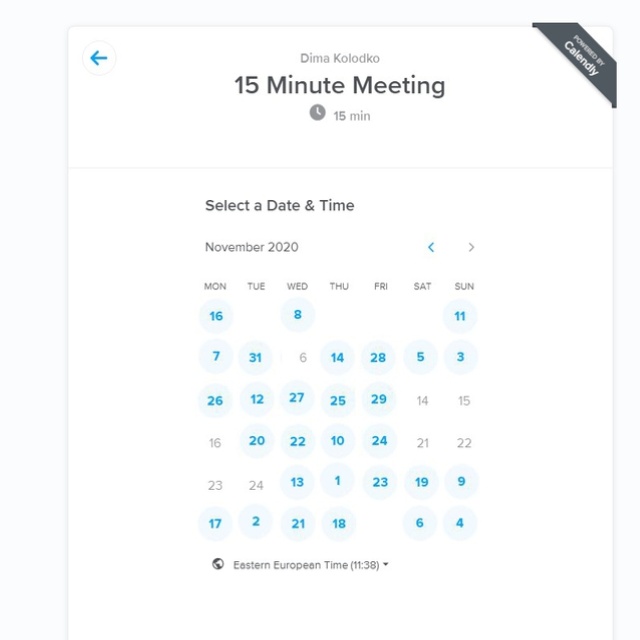 POWERED BY
Calendly
Dima Kolodko
15 Minute Meeting
15 min
Select a Date & Time
November 2020
MON TUE WED THU FRI SAT SUN
16 8 11
7 31 6 14 28 5 3
26 12 27 25 29 14 15
16 20 22 10 24 21 22
23 24 13 1 23 19 9
17 2 21 18 6 4
Eastern European Time (11:38)